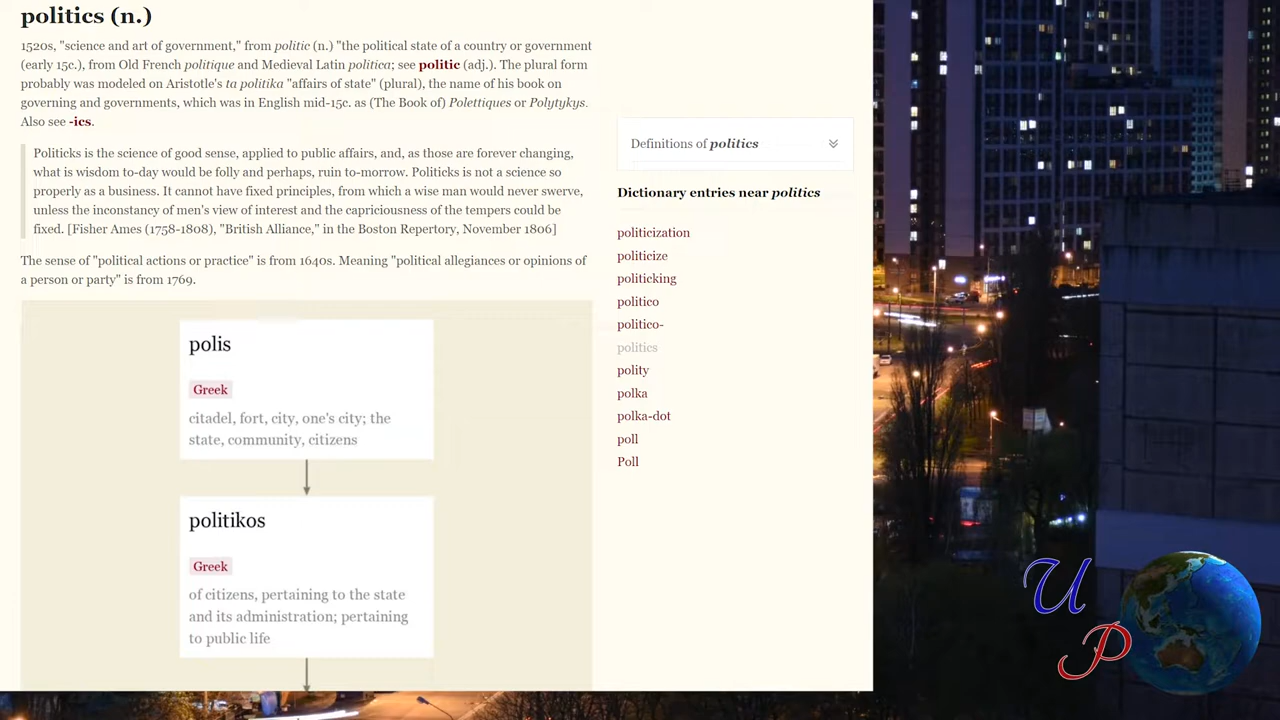 politics (n.)
1520s, "science and art of government," from politic (n.) "the political state of a country or government
(early 15c.), from Old French politique and Medieval Latin politica; see politic (adj.). The plural form
probably was modeled on Aristotle's ta politika "affairs of state" (plural), the name of his book on
governing and governments, which was in English mid-15c. as (The Book of) Polettiques or Polytykys.
Also see -ics.
Politicks is the science of good sense, applied to public affairs, and, as those are forever changing,
what is wisdom to-day would be folly and perhaps, ruin to-morrow. Politicks is not a science so
properly as a business. It cannot have fixed principles, from which a wise man would never swerve,
unless the inconstancy of men's view of interest and the capriciousness of the tempers could be
fixed. [Fisher Ames (1758-1808), "British Alliance," in the Boston Repertory, November 1806]
The sense of "political actions or practice" is from 1640s. Meaning "political allegiances or opinions of
a person or party" is from 1769.
polis
Greek
citadel, fort, city, one's city; the
state, community, citizens
politikos
Greek
of citizens, pertaining to the state
and its administration; pertaining
to public life
Definitions of politics
Dictionary entries near politics
politicization
politicize
politicking
politico
politico-
politics
polity
polka
polka-dot
poll
Poll
U
P